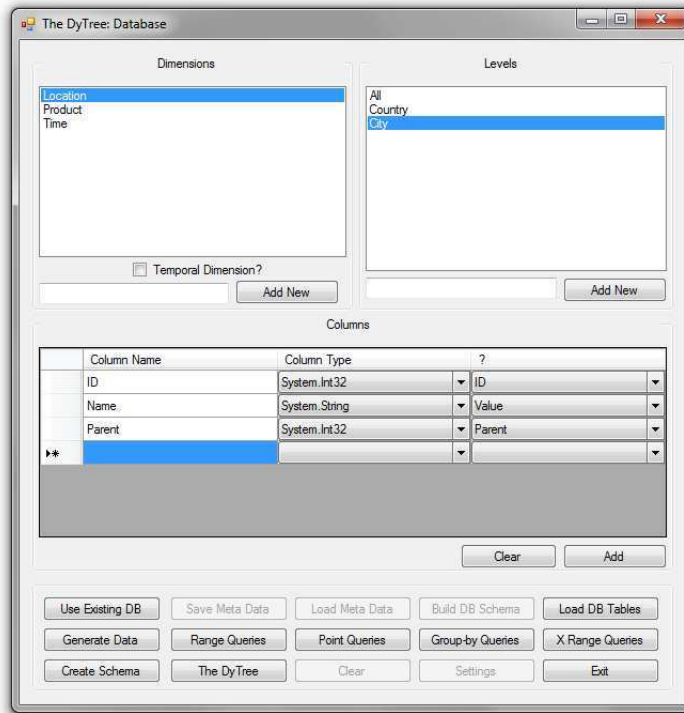 The DyTree: Database
Dimensions
Location
Product
Time
Temporal Dimension?
Add New
Levels
All
Country
City
Add New
Columns
Column Name Column Type ?
ID System.Int32 ID
Name System.String Value
Parent System.Int32 Parent
Clear Add
Use Existing DB Save Meta Data Load Meta Data Build DB Schema Load DB Tables
Generate Data Range Queries Point Queries Group-by Queries X Range Queries
Create Schema The DyTree Clear Settings Exit